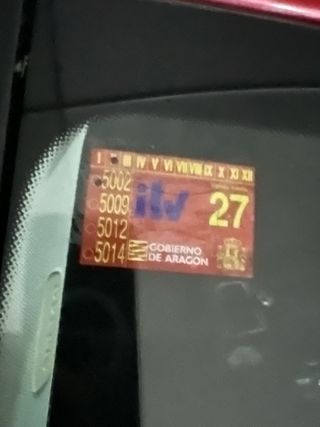 I III IV V VI VII VIII IX X XI XII
5002
5009 itv 27
5012
5014 GOBIERNO
DE ARAGON